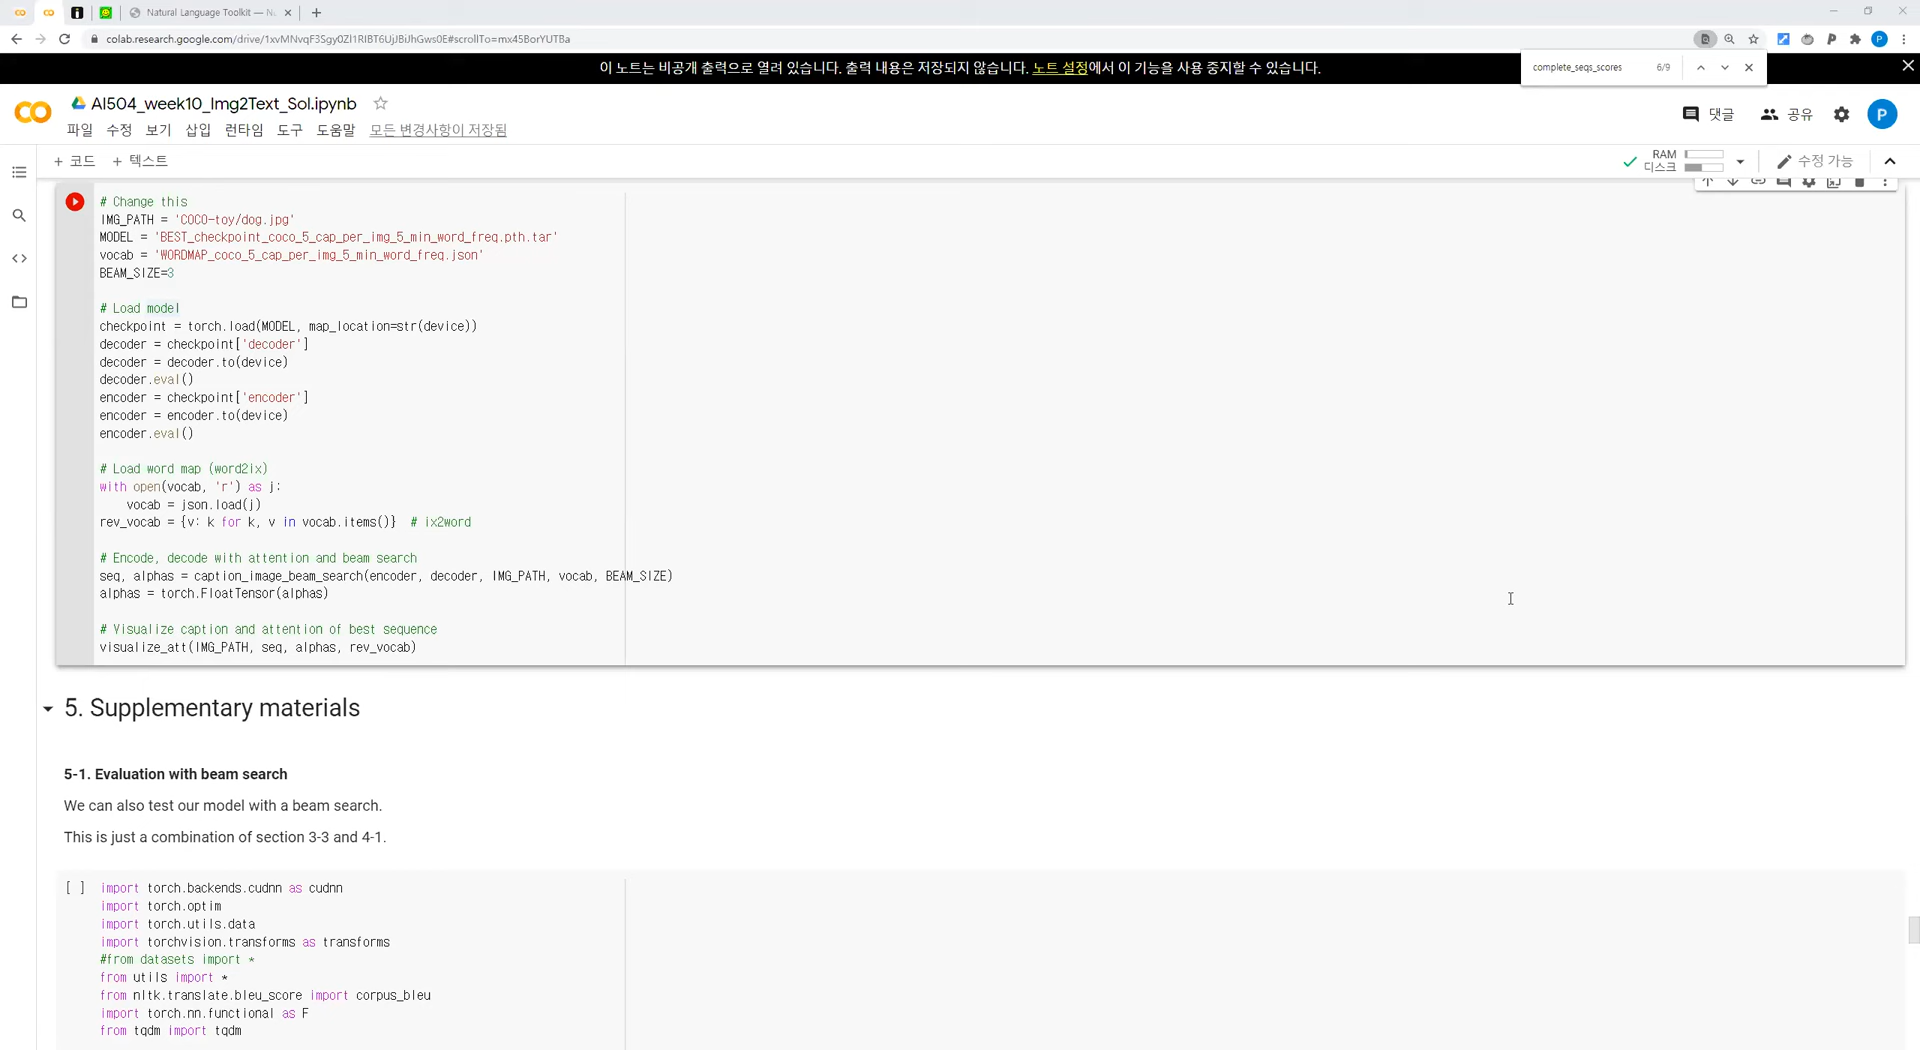 Natural Language Toolkit — N
colab.research.google.com/drive/1xvMNvqF3Sgy0Zl1RIBT6UjJBiJhGws0E#scrollTo=mx45BorYUTBa
이 노트는 비공개 출력으로 열려 있습니다. 출력 내용은 저장되지 않습니다. 노트 설정에서 이 기능을 사용 중지할 수 있습니다.
complete_seqs_scores 6/9
AI504_week10_Img2Text_Sol.ipynb
댓글 공유 P
파일 수정 보기 삽입 런타임 도구 도움말 모든 변경사항이 저장됨
+ 코드 + 텍스트
RAM
디스크
수정 가능
# Change this
IMG_PATH = 'COCO-toy/dog.jpg'
MODEL = 'BEST_checkpoint_coco_5_cap_per_img_5_min_word_freq.pth.tar'
vocab = 'WORDMAP_coco_5_cap_per_img_5_min_word_freq.json'
BEAM_SIZE=3
# Load model
checkpoint = torch.load(MODEL, map_location=str(device))
decoder = checkpoint['decoder']
decoder = decoder.to(device)
decoder.eval()
encoder = checkpoint['encoder']
encoder = encoder.to(device)
encoder.eval()
# Load word map (word2ix)
with open(vocab, 'r') as j:
    vocab = json.load(j)
rev_vocab = {v: k for k, v in vocab.items()}  # ix2word
# Encode, decode with attention and beam search
seq, alphas = caption_image_beam_search(encoder, decoder, IMG_PATH, vocab, BEAM_SIZE)
alphas = torch.FloatTensor(alphas)
# Visualize caption and attention of best sequence
visualize_att(IMG_PATH, seq, alphas, rev_vocab)
5. Supplementary materials
5-1. Evaluation with beam search
We can also test our model with a beam search.
This is just a combination of section 3-3 and 4-1.
[ ] import torch.backends.cudnn as cudnn
import torch.optim
import torch.utils.data
import torchvision.transforms as transforms
#from datasets import *
from utils import *
from nltk.translate.bleu_score import corpus_bleu
import torch.nn.functional as F
from tqdm import tqdm